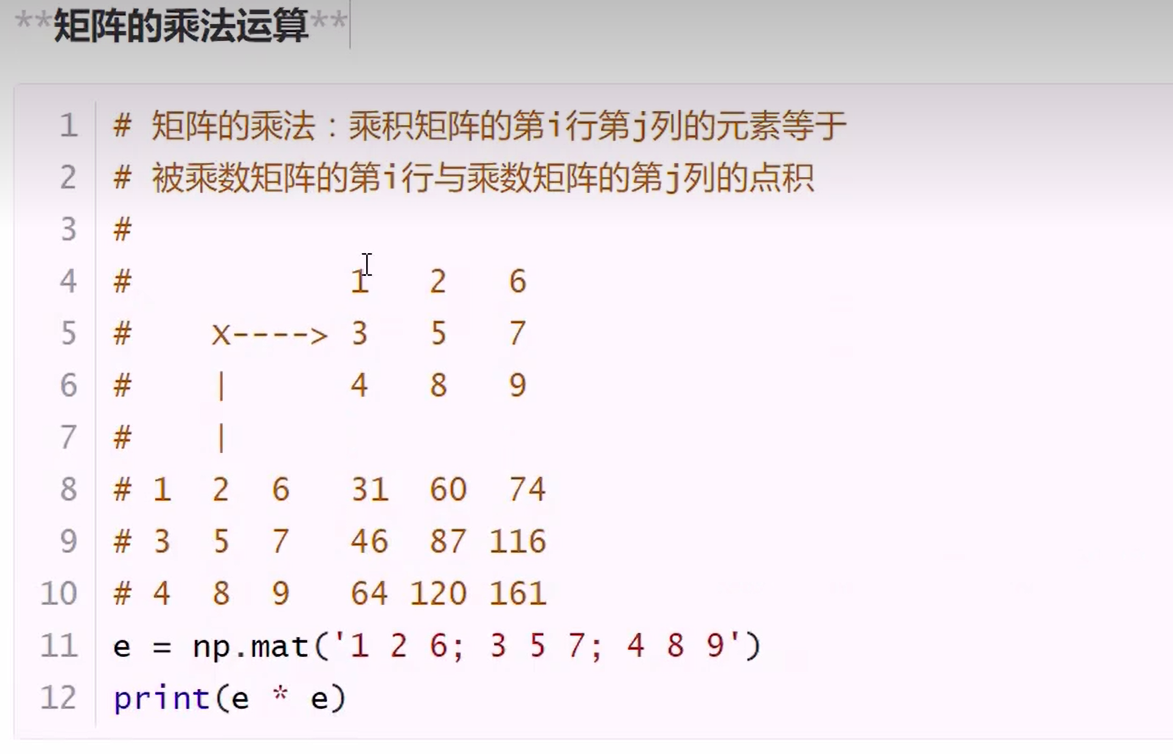 **矩阵的乘法运算**
1 # 矩阵的乘法：乘积矩阵的第i行第j列的元素等于
2 # 被乘数矩阵的第i行与乘数矩阵的第j列的点积
3 #
4 #            1   2   6
5 #    X----> 3   5   7
6 #    |      4   8   9
7 #    |
8 # 1  2  6   31  60  74
9 # 3  5  7   46  87 116
10 # 4  8  9   64 120 161
11 e = np.mat('1 2 6; 3 5 7; 4 8 9')
12 print(e * e)